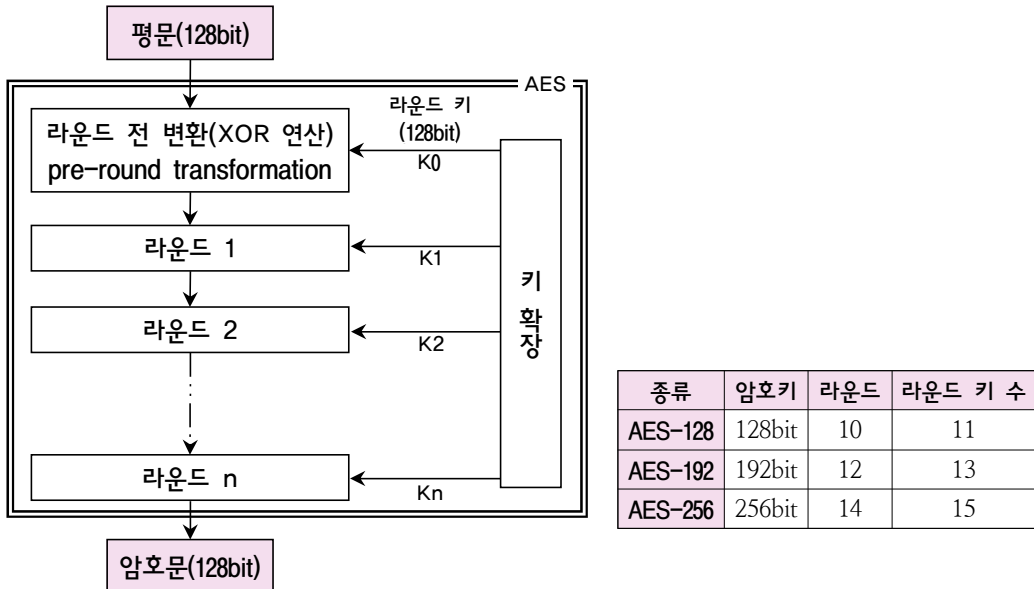 평문(128bit)
AES
라운드 키
(128bit)
라운드 전 변환(XOR 연산)
pre-round transformation
K0
라운드 1
K1
라운드 2
K2
키 확장
라운드 n
Kn
암호문(128bit)
종류 암호키 라운드 라운드 키 수
AES-128 128bit 10 11
AES-192 192bit 12 13
AES-256 256bit 14 15